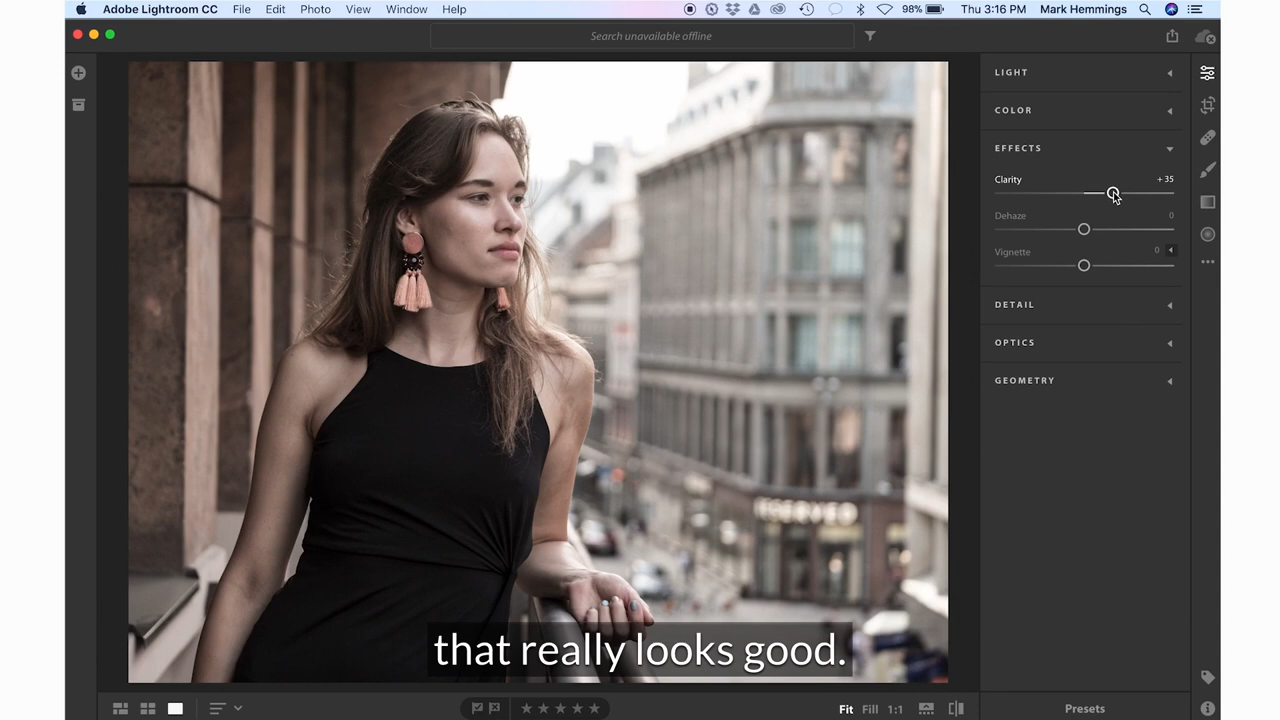 Adobe Lightroom CC File Edit Photo View Window Help 98% Thu 3:16 PM Mark Hemmings
Search unavailable offline
LIGHT
COLOR
EFFECTS
Clarity +35
Dehaze 0
Vignette 0
DETAIL
OPTICS
GEOMETRY
that really looks good.
Fit Fill 1:1 Presets